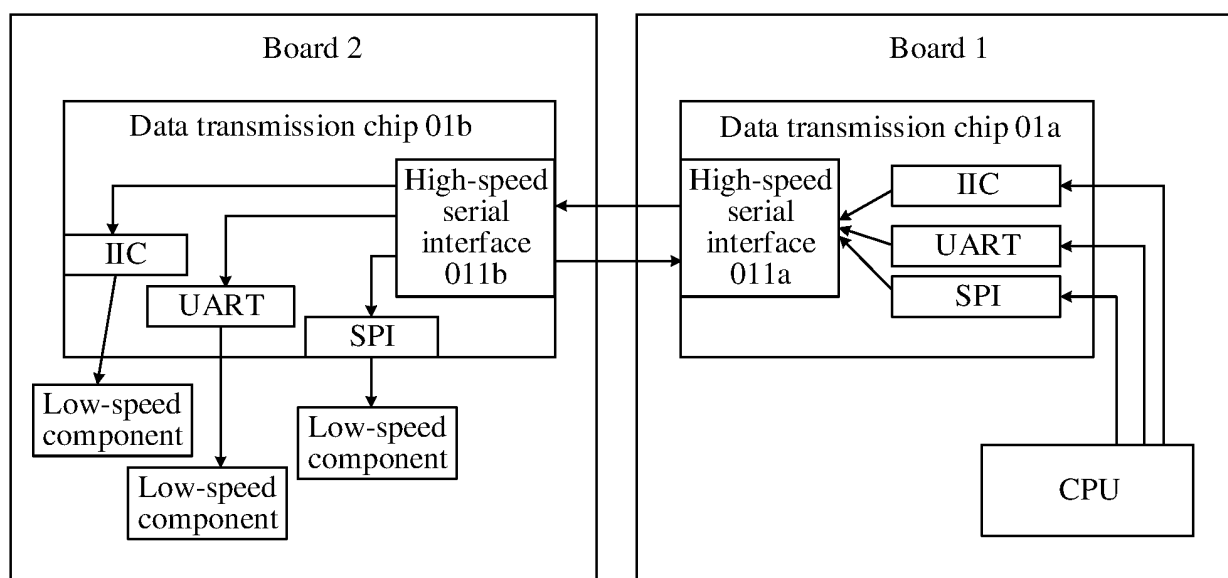 Board 2
Data transmission chip 01b
High-speed
serial
interface
011b
IIC
UART
SPI
Low-speed
component
Low-speed
component
Low-speed
component
Board 1
Data transmission chip 01a
High-speed
serial
interface
011a
IIC
UART
SPI
CPU